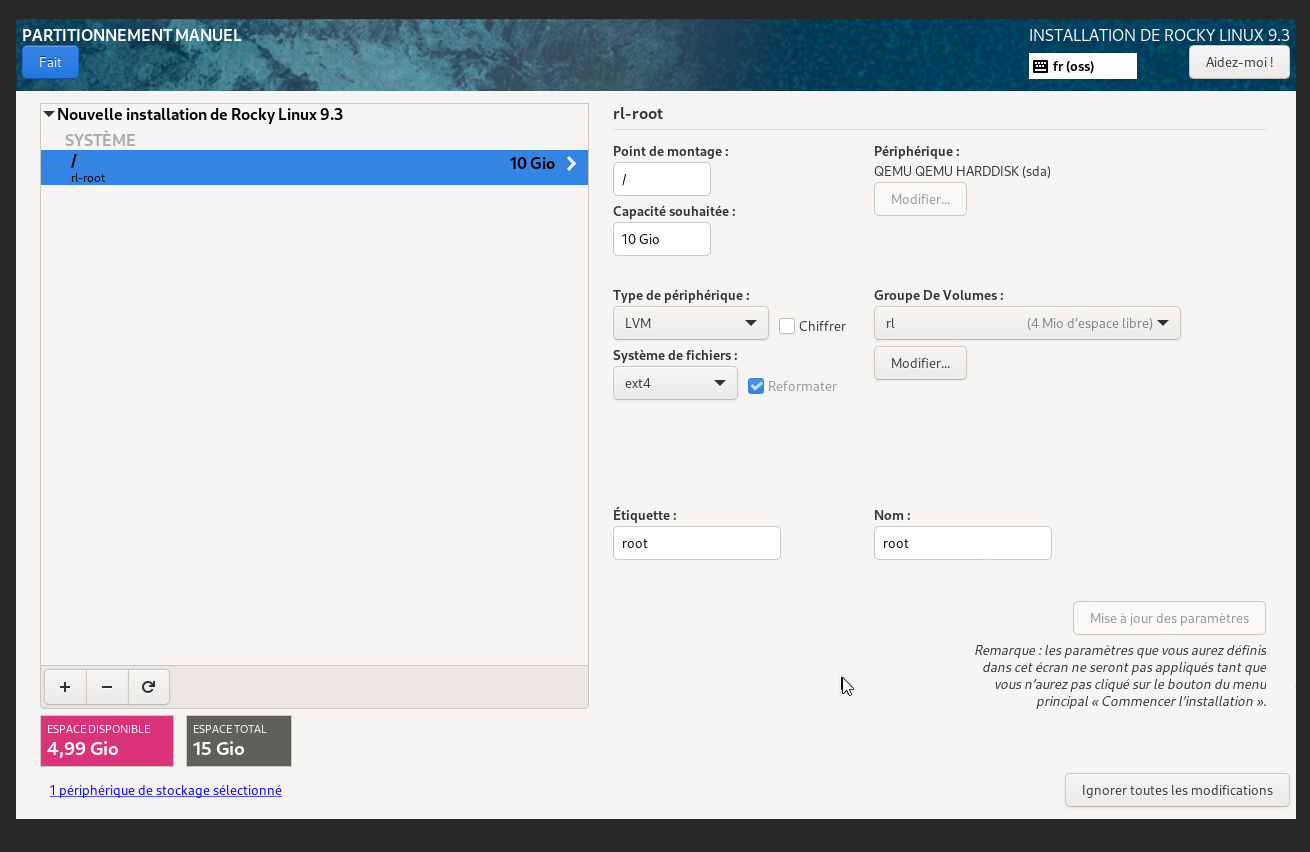 PARTITIONNEMENT MANUEL
INSTALLATION DE ROCKY LINUX 9.3
Fait
fr (oss)
Aidez-moi !
Nouvelle installation de Rocky Linux 9.3
SYSTÈME
/
10 Gio
rl-root
rl-root
Point de montage :
/
Capacité souhaitée :
10 Gio
Périphérique :
QEMU QEMU HARDDISK (sda)
Modifier...
Type de périphérique :
LVM
Chiffrer
Système de fichiers :
ext4
Reformater
Groupe De Volumes :
rl (4 Mio d'espace libre)
Modifier...
Étiquette :
root
Nom :
root
Mise à jour des paramètres
Remarque : les paramètres que vous aurez définis
dans cet écran ne seront pas appliqués tant que
vous n'aurez pas cliqué sur le bouton du menu
principal « Commencer l'installation ».
+ −
ESPACE DISPONIBLE
4,99 Gio
ESPACE TOTAL
15 Gio
1 périphérique de stockage sélectionné
Ignorer toutes les modifications